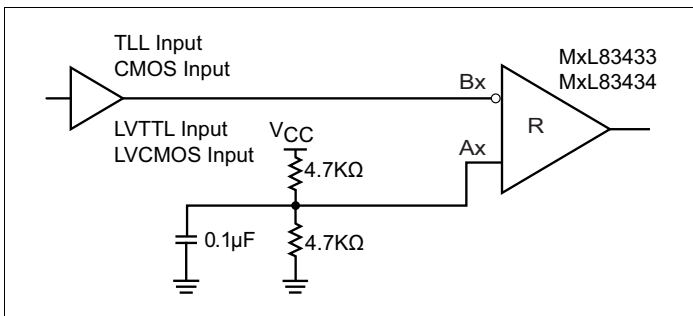 TLL Input
CMOS Input
LVTTL Input
LVCMOS Input
VCC
4.7KΩ
4.7KΩ
0.1µF
Bx
Ax
R
MxL83433
MxL83434